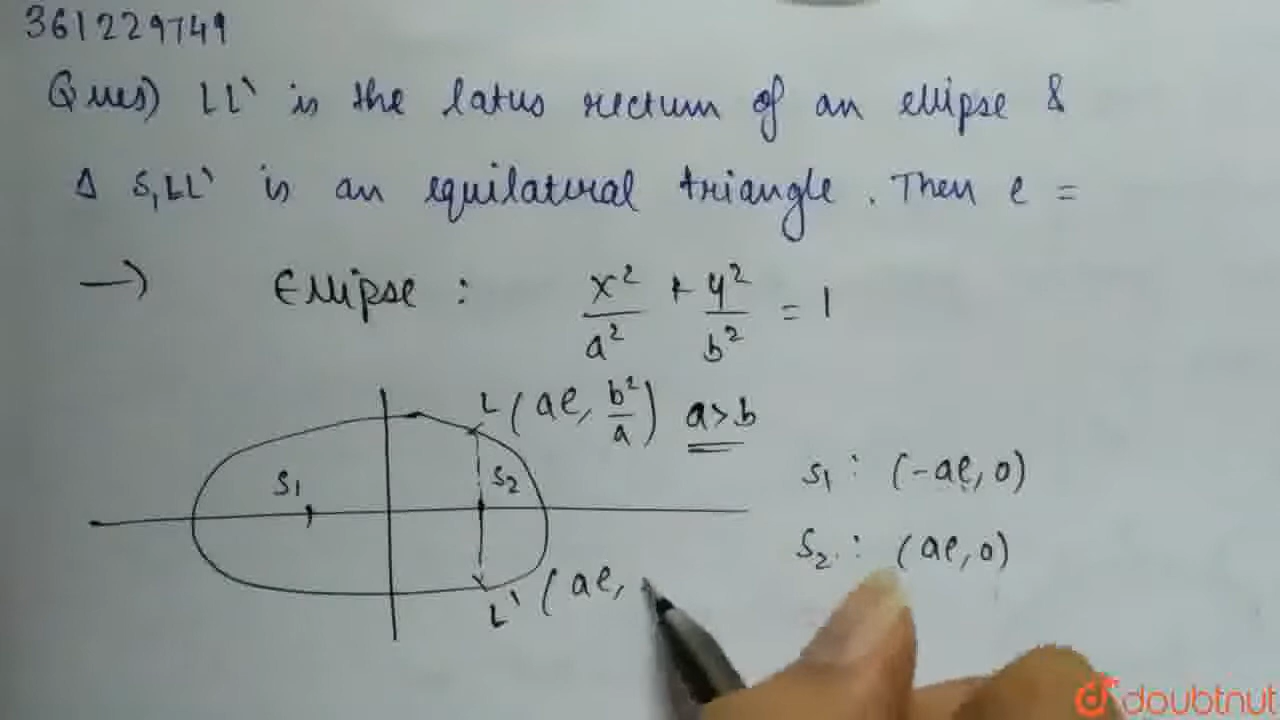 361229749
Ques) LL' is the latus rectum of an ellipse &
Δ S₁LL' is an equilateral triangle. Then e =
→ Ellipse : x²/a² + y²/b² = 1
L (ae, b²/a) a>b
S₁
S₂
S₁ : (-ae, 0)
S₂ : (ae, 0)
L' (ae,
doubtnut